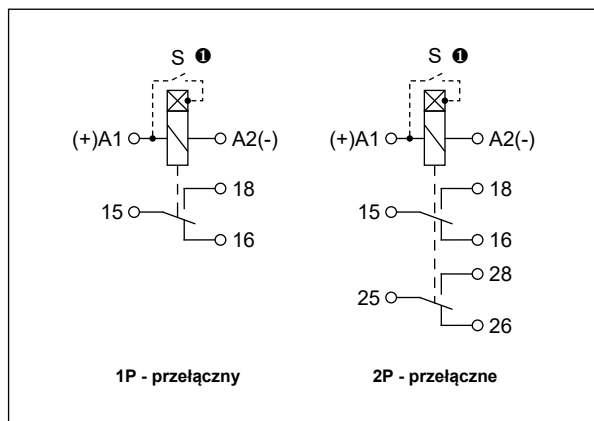 S ❶
(+)A1
A2(-)
18
15
16
1P - przełączny
S ❶
(+)A1
A2(-)
18
15
16
28
25
26
2P - przełączne